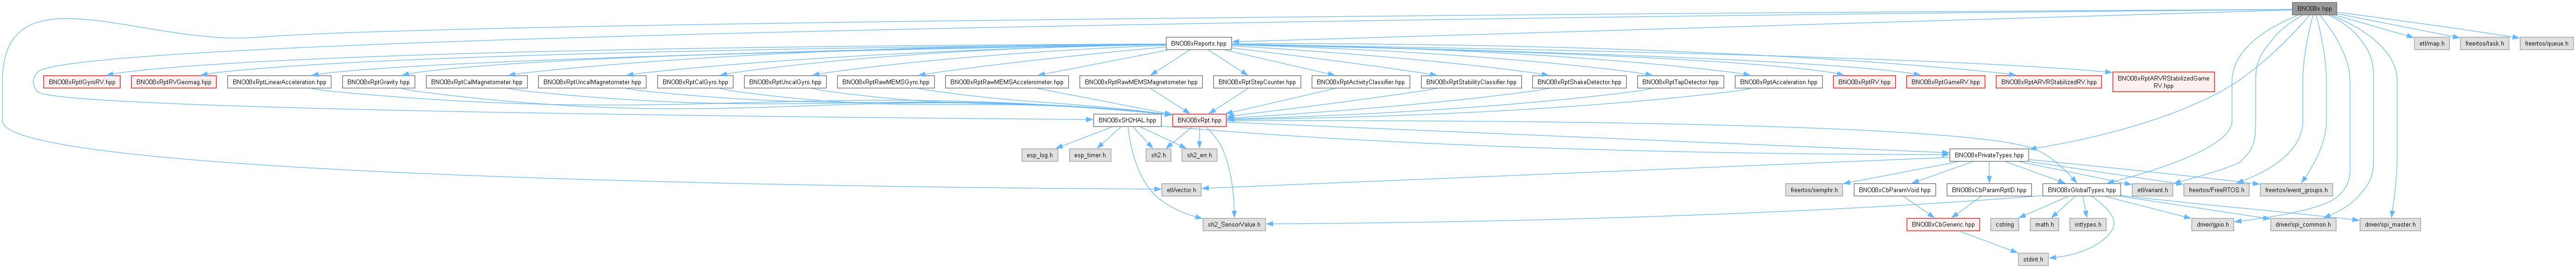 BNO08x.hpp
BNO08xReports.hpp
etl/map.h
freertos/task.h
freertos/queue.h
BNO08xRptIGyroRV.hpp
BNO08xRptRVGeomag.hpp
BNO08xRptLinearAcceleration.hpp
BNO08xRptGravity.hpp
BNO08xRptCalMagnetometer.hpp
BNO08xRptUncalMagnetometer.hpp
BNO08xRptCalGyro.hpp
BNO08xRptUncalGyro.hpp
BNO08xRptRawMEMSGyro.hpp
BNO08xRptRawMEMSAccelerometer.hpp
BNO08xRptRawMEMSMagnetometer.hpp
BNO08xRptStepCounter.hpp
BNO08xRptActivityClassifier.hpp
BNO08xRptStabilityClassifier.hpp
BNO08xRptShakeDetector.hpp
BNO08xRptTapDetector.hpp
BNO08xRptAcceleration.hpp
BNO08xRptRV.hpp
BNO08xRptGameRV.hpp
BNO08xRptARVRStabilizedRV.hpp
BNO08xRptARVRStabilizedGame
RV.hpp
BNO08xSH2HAL.hpp
BNO08xRpt.hpp
esp_log.h
esp_timer.h
sh2.h
sh2_err.h
BNO08xPrivateTypes.hpp
etl/vector.h
freertos/semphr.h
BNO08xCbParamVoid.hpp
BNO08xCbParamRptID.hpp
BNO08xGlobalTypes.hpp
etl/variant.h
freertos/FreeRTOS.h
freertos/event_groups.h
sh2_SensorValue.h
BNO08xCbGeneric.hpp
cstring
math.h
inttypes.h
driver/gpio.h
driver/spi_common.h
driver/spi_master.h
stdint.h